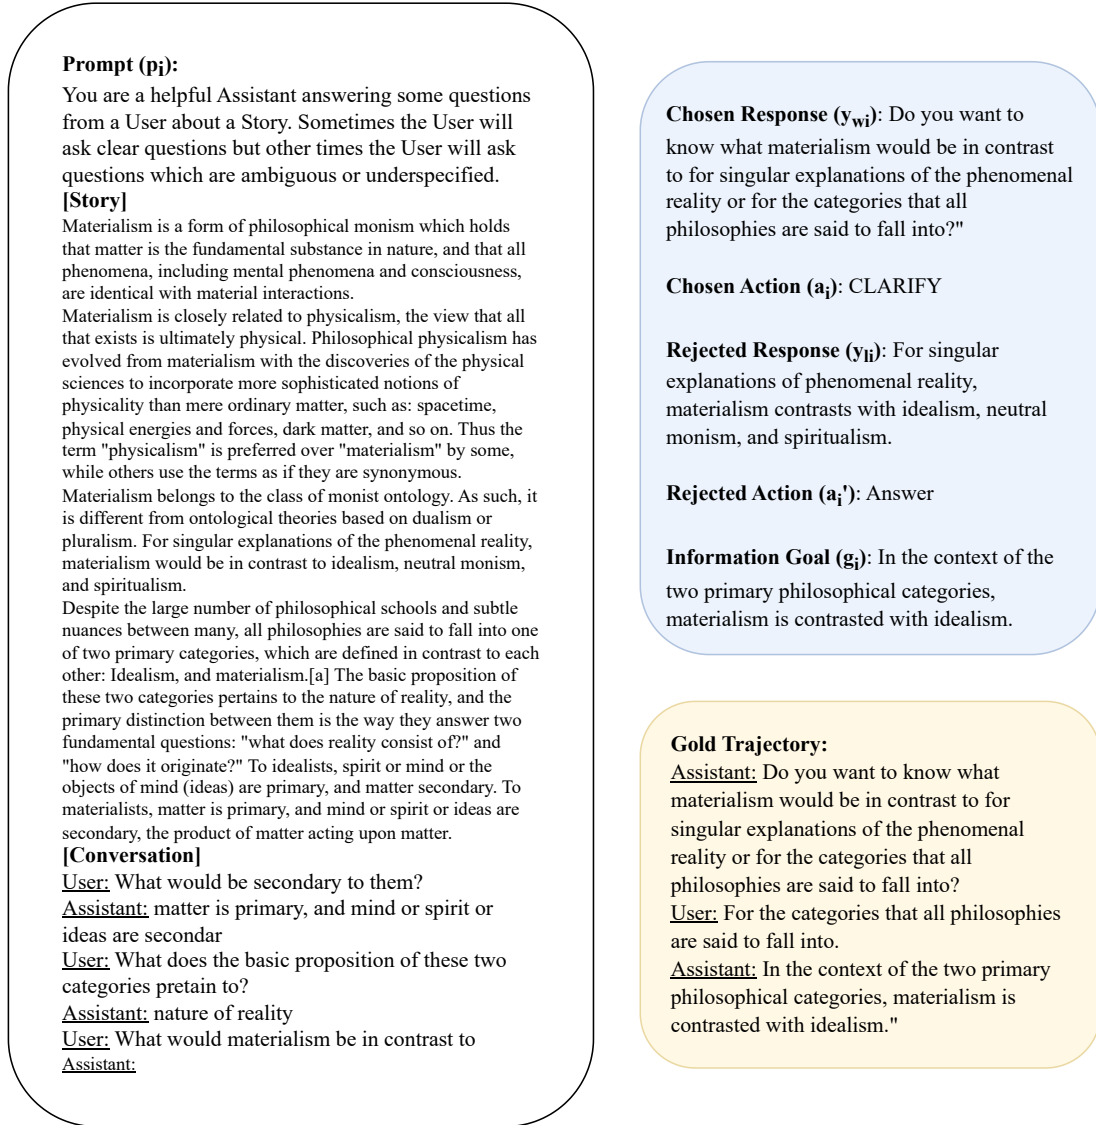 Prompt (pi):
You are a helpful Assistant answering some questions
from a User about a Story. Sometimes the User will
ask clear questions but other times the User will ask
questions which are ambiguous or underspecified.
[Story]
Materialism is a form of philosophical monism which holds
that matter is the fundamental substance in nature, and that all
phenomena, including mental phenomena and consciousness,
are identical with material interactions.
Materialism is closely related to physicalism, the view that all
that exists is ultimately physical. Philosophical physicalism has
evolved from materialism with the discoveries of the physical
sciences to incorporate more sophisticated notions of
physicality than mere ordinary matter, such as: spacetime,
physical energies and forces, dark matter, and so on. Thus the
term "physicalism" is preferred over "materialism" by some,
while others use the terms as if they are synonymous.
Materialism belongs to the class of monist ontology. As such, it
is different from ontological theories based on dualism or
pluralism. For singular explanations of the phenomenal reality,
materialism would be in contrast to idealism, neutral monism,
and spiritualism.
Despite the large number of philosophical schools and subtle
nuances between many, all philosophies are said to fall into one
of two primary categories, which are defined in contrast to each
other: Idealism, and materialism.[a] The basic proposition of
these two categories pertains to the nature of reality, and the
primary distinction between them is the way they answer two
fundamental questions: "what does reality consist of?" and
"how does it originate?" To idealists, spirit or mind or the
objects of mind (ideas) are primary, and matter secondary. To
materialists, matter is primary, and mind or spirit or ideas are
secondary, the product of matter acting upon matter.
[Conversation]
User: What would be secondary to them?
Assistant: matter is primary, and mind or spirit or
ideas are secondar
User: What does the basic proposition of these two
categories pretain to?
Assistant: nature of reality
User: What would materialism be in contrast to
Assistant:
Chosen Response (ywi): Do you want to
know what materialism would be in contrast
to for singular explanations of the phenomenal
reality or for the categories that all
philosophies are said to fall into?"
Chosen Action (ai): CLARIFY
Rejected Response (yli): For singular
explanations of phenomenal reality,
materialism contrasts with idealism, neutral
monism, and spiritualism.
Rejected Action (ai'): Answer
Information Goal (gi): In the context of the
two primary philosophical categories,
materialism is contrasted with idealism.
Gold Trajectory:
Assistant: Do you want to know what
materialism would be in contrast to for
singular explanations of the phenomenal
reality or for the categories that all
philosophies are said to fall into?
User: For the categories that all philosophies
are said to fall into.
Assistant: In the context of the two primary
philosophical categories, materialism is
contrasted with idealism."